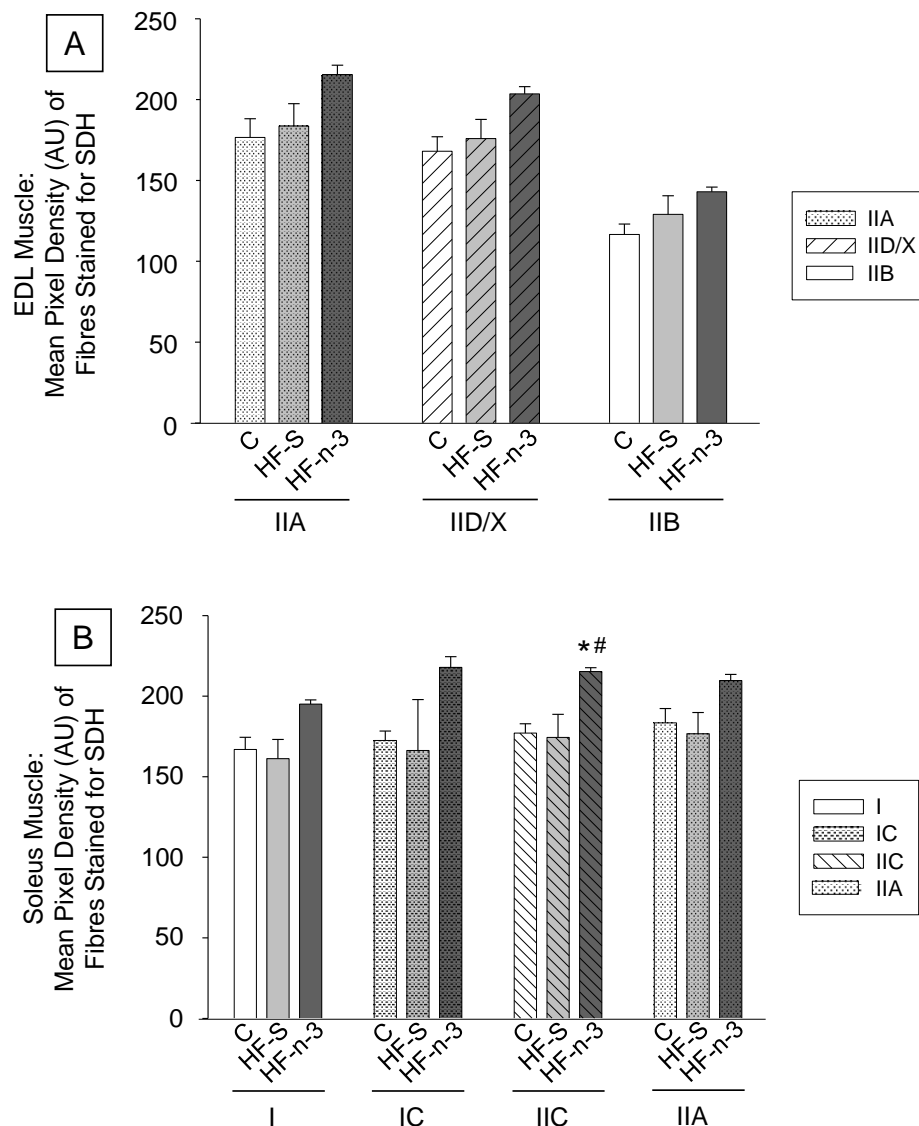 A
EDL Muscle:
Mean Pixel Density (AU) of
Fibres Stained for SDH
250
200
150
100
50
0
C
HF-S
HF-n-3
C
HF-S
HF-n-3
C
HF-S
HF-n-3
IIA
IID/X
IIB
IIA
IID/X
IIB
B
Soleus Muscle:
Mean Pixel Density (AU) of
Fibres Stained for SDH
250
200
150
100
50
0
*#
C
HF-S
HF-n-3
C
HF-S
HF-n-3
C
HF-S
HF-n-3
C
HF-S
HF-n-3
I
IC
IIC
IIA
I
IC
IIC
IIA